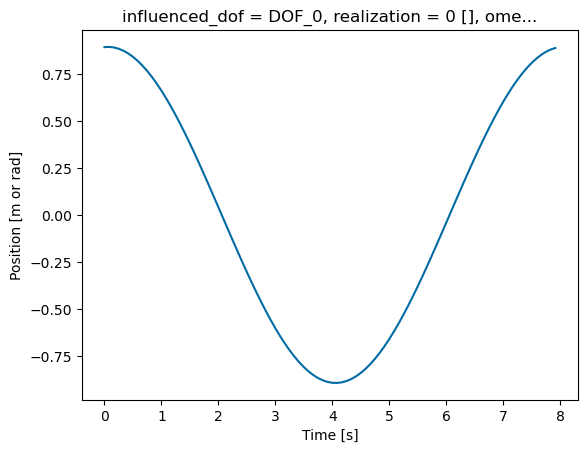 influenced_dof = DOF_0, realization = 0 [], ome...
Position [m or rad]
0.75
0.50
0.25
0.00
−0.25
−0.50
−0.75
0 1 2 3 4 5 6 7 8
Time [s]